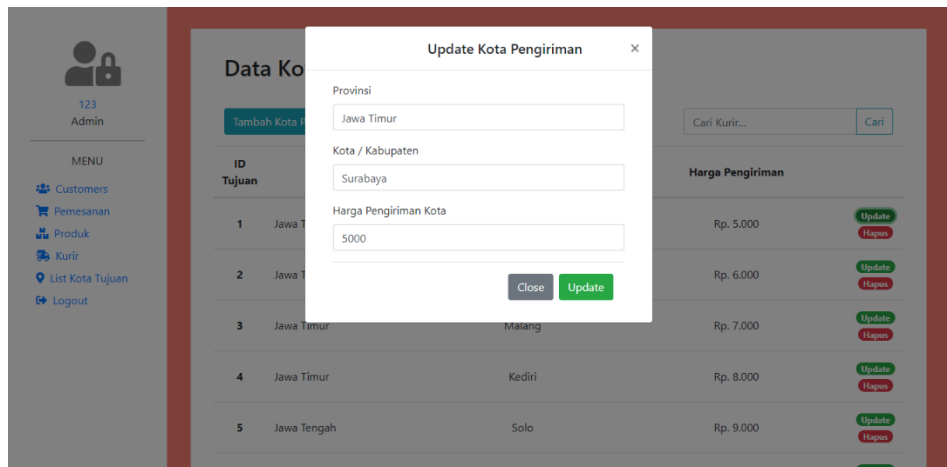 123
Admin
MENU
Customers
Pemesanan
Produk
Kurir
List Kota Tujuan
Logout
Data Ko
Tambah Kota P
Cari Kurir...
Cari
Update Kota Pengiriman
×
Provinsi
Jawa Timur
Kota / Kabupaten
Surabaya
Harga Pengiriman Kota
5000
Close
Update
ID
Tujuan
Harga Pengiriman
1 Jawa T Rp. 5.000 Update
Hapus
2 Jawa T Rp. 6.000 Update
Hapus
3 Jawa Timur Malang Rp. 7.000 Update
Hapus
4 Jawa Timur Kediri Rp. 8.000 Update
Hapus
5 Jawa Tengah Solo Rp. 9.000 Update
Hapus